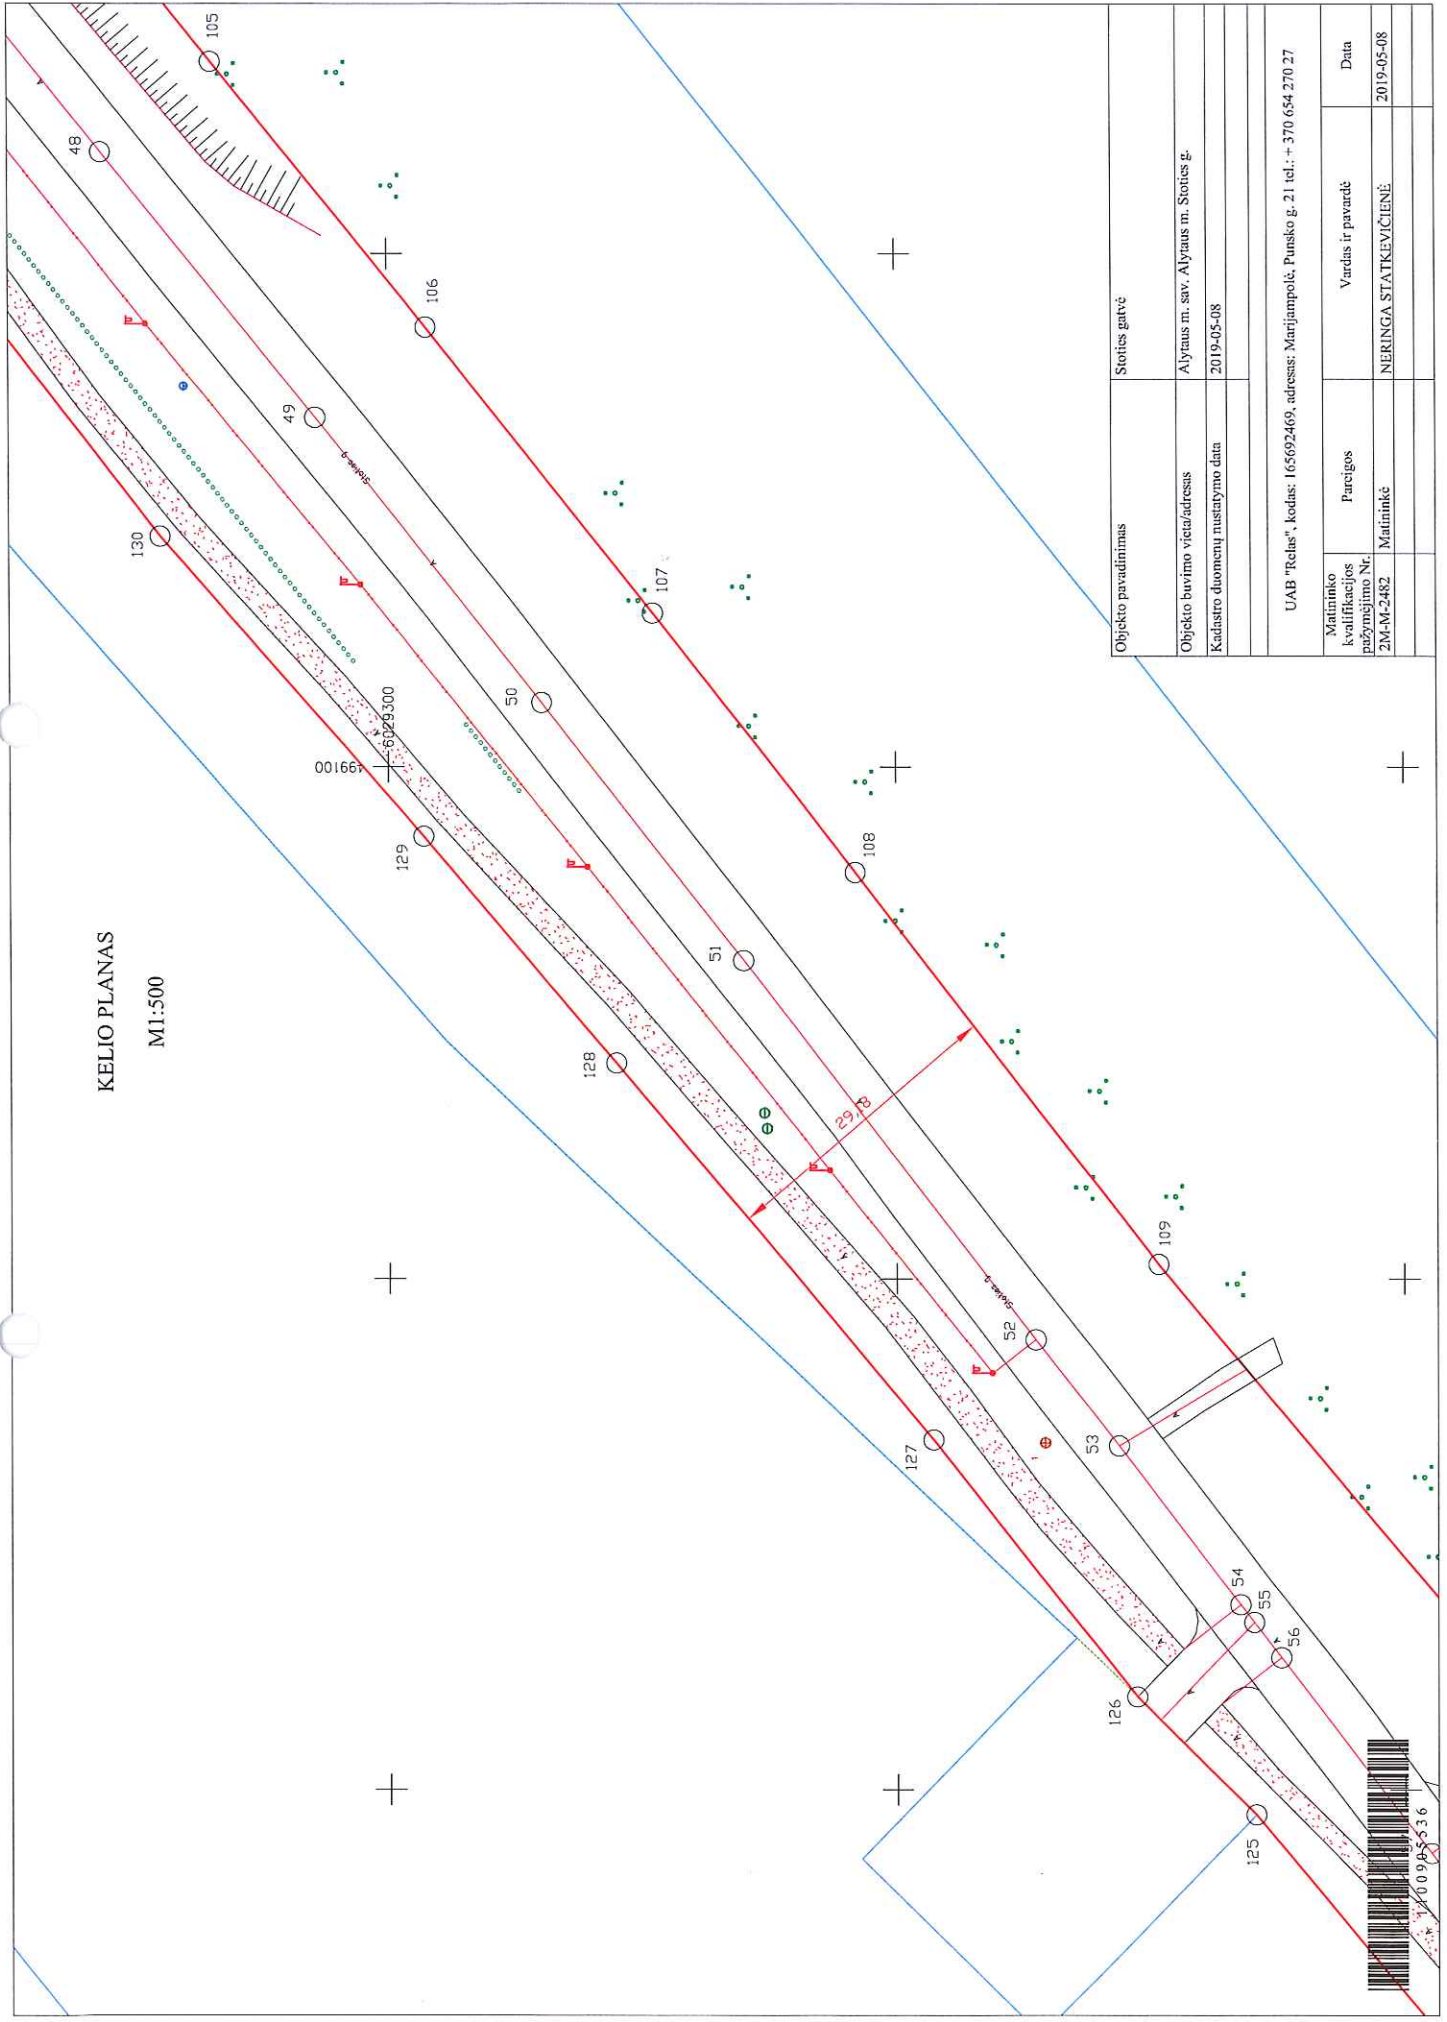 KELIO PLANAS
M1:500
105
48
106
49
Stoties g.
130
107
50
6029300
499100
129
108
51
128
29,78
109
52
Stoties g.
53
127
54
55
56
126
125
Objekto pavadinimas Stoties gatvė
Objekto buvimo vieta/adresas Alytaus m. sav. Alytaus m. Stoties g.
Kadastro duomenų nustatymo data 2019-05-08
UAB "Relas", kodas: 165692469, adresas: Marijampolė, Punsko g. 21 tel.: + 370 654 270 27
Matininko kvalifikacijos pažymėjimo Nr. Pareigos Vardas ir pavardė Data
2M-M-2482 Matininkė NERINGA STATKEVIČIENĖ 2019-05-08